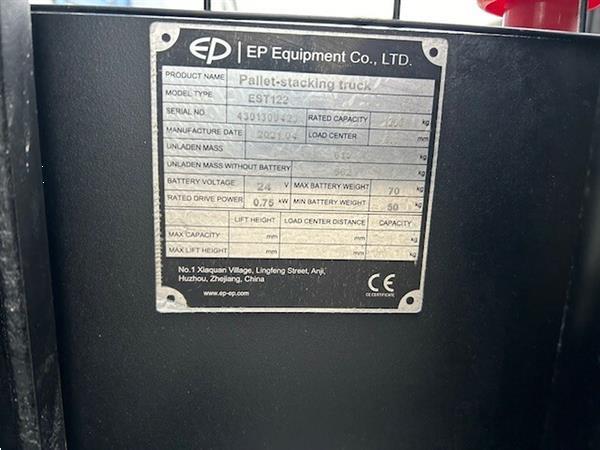 EP | EP Equipment Co., LTD.
PRODUCT NAME Pallet-stacking truck
MODEL TYPE EST122
SERIAL NO. RATED CAPACITY kg
MANUFACTURE DATE 2021.04 LOAD CENTER
UNLADEN MASS kg
UNLADEN MASS WITHOUT BATTERY kg
BATTERY VOLTAGE 24 V MAX BATTERY WEIGHT 70 kg
RATED DRIVE POWER 0.75 kW MIN BATTERY WEIGHT 50 kg
LIFT HEIGHT LOAD CENTER DISTANCE CAPACITY
MAX CAPACITY mm mm kg
MAX LIFT HEIGHT mm mm kg
No.1 Xiaquan Village, Lingfeng Street, Anji,
Huzhou, Zhejiang, China
www.ep-ep.com
CE
CE CERTIFICATE